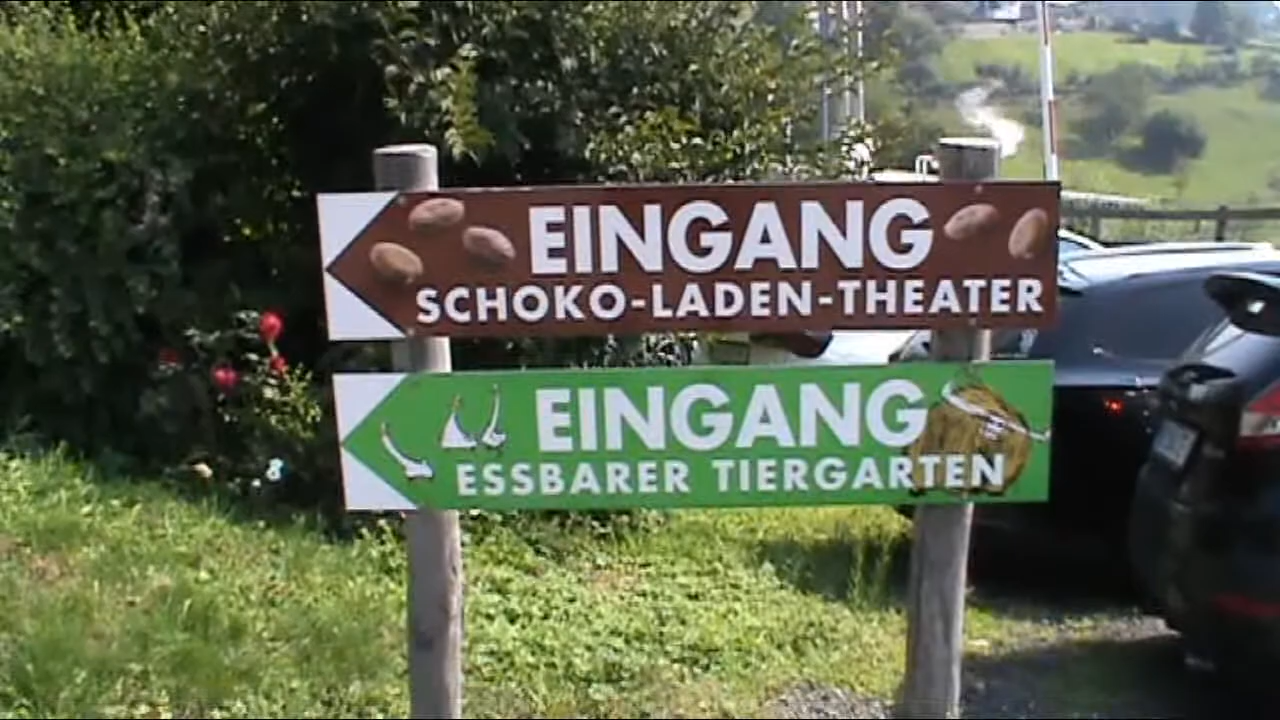 EINGANG
SCHOKO-LADEN-THEATER
EINGANG
ESSBARER TIERGARTEN